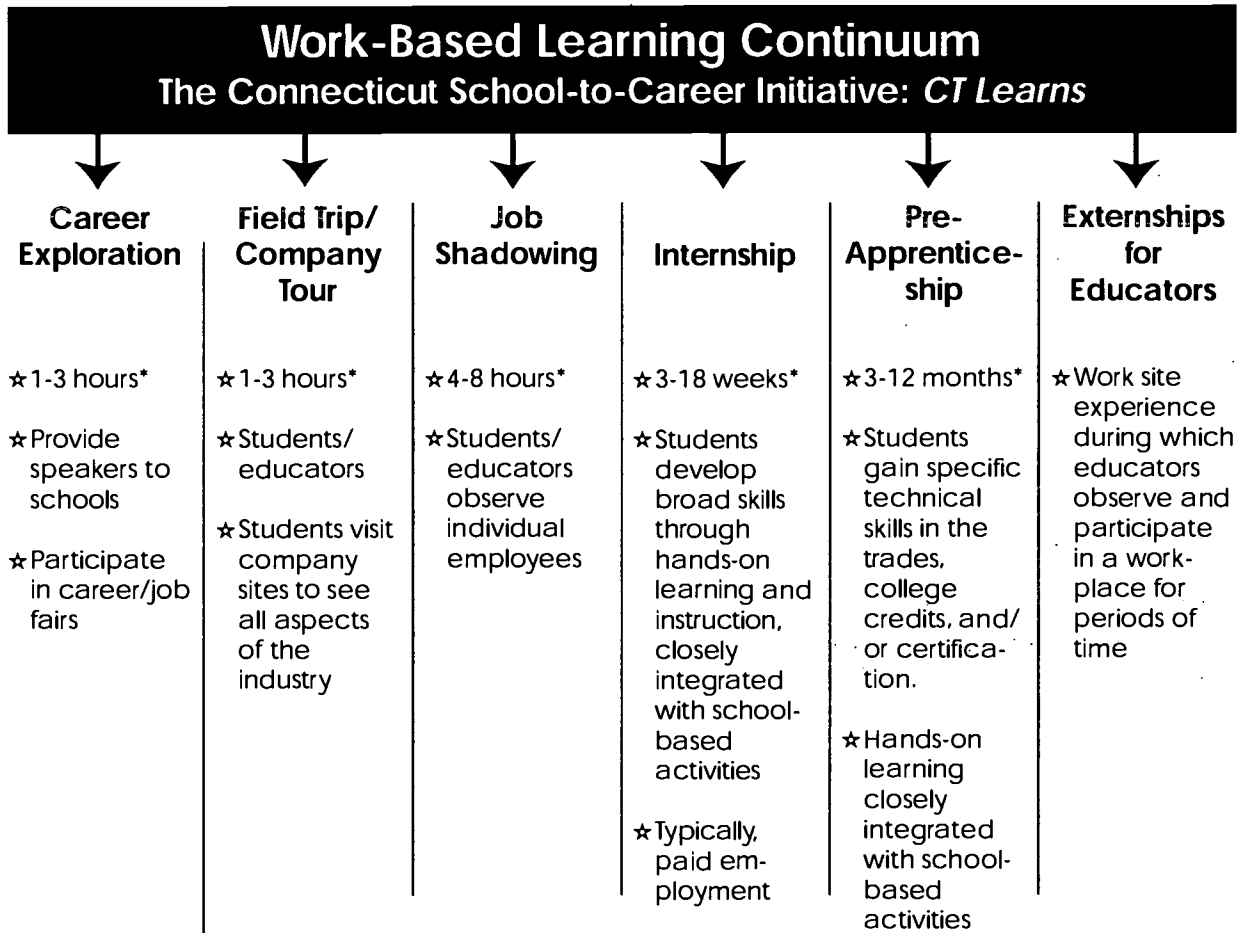 Work-Based Learning Continuum
The Connecticut School-to-Career Initiative: CT Learns
Career
Exploration
☆1-3 hours*
☆Provide
speakers to
schools
☆Participate
in career/job
fairs
Field Trip/
Company
Tour
☆1-3 hours*
☆Students/
educators
☆Students visit
company
sites to see
all aspects
of the
industry
Job
Shadowing
☆4-8 hours*
☆Students/
educators
observe
individual
employees
Internship
☆3-18 weeks*
☆Students
develop
broad skills
through
hands-on
learning and
instruction,
closely
integrated
with school-
based
activities
☆Typically,
paid em-
ployment
Pre-
Apprentice-
ship
☆3-12 months*
☆Students
gain specific
technical
skills in the
trades,
college
credits, and/
or certifica-
tion.
☆Hands-on
learning
closely
integrated
with school-
based
activities
Externships
for
Educators
☆Work site
experience
during which
educators
observe and
participate
in a work-
place for
periods of
time